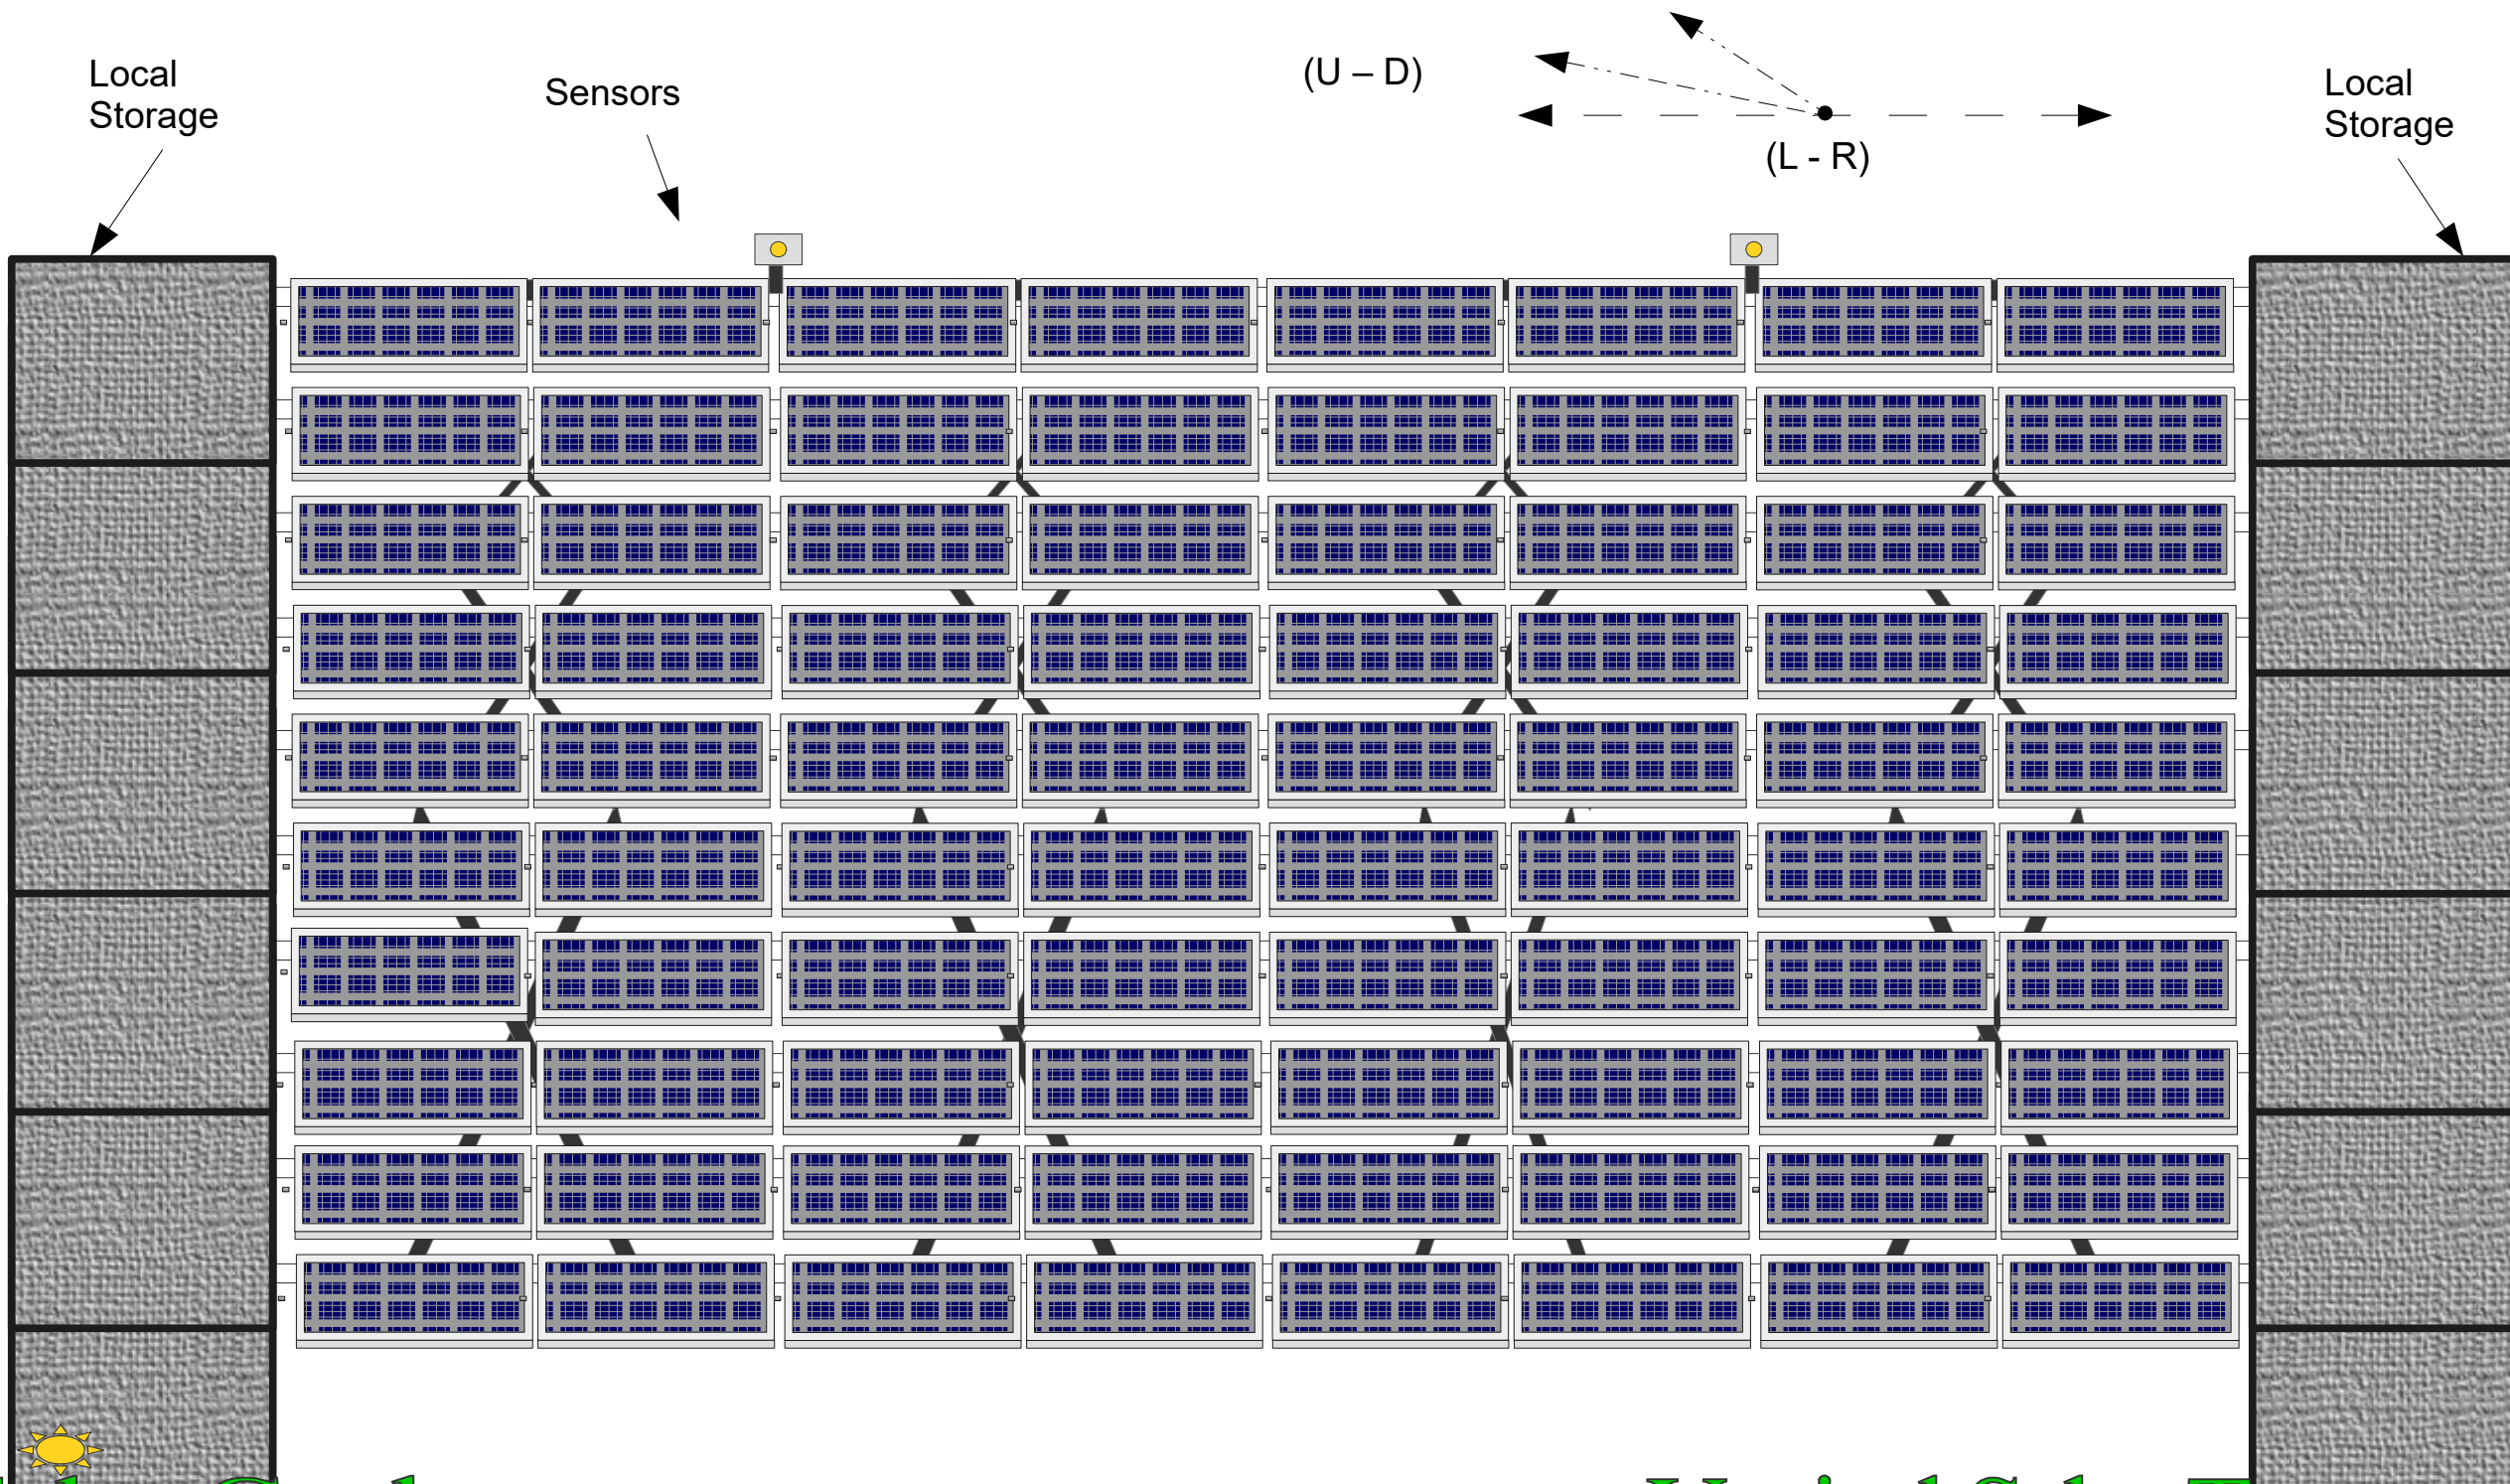 Local
Storage
Sensors
(U – D)
(L - R)
Local
Storage